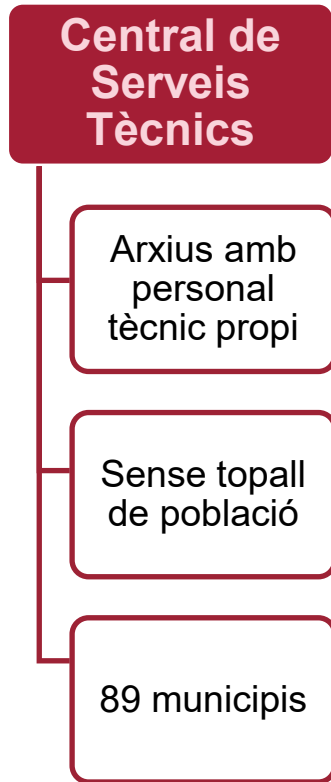 Central de
Serveis
Tècnics
Arxius amb
personal
tècnic propi
Sense topall
de població
89 municipis